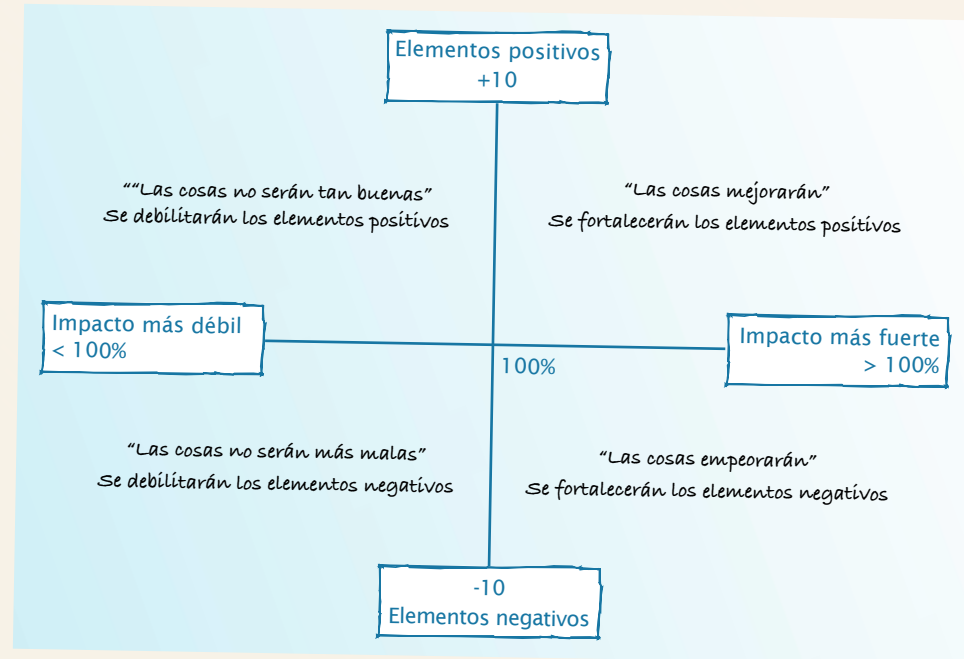 Elementos positivos
+10
““Las cosas no serán tan buenas”
Se debilitarán los elementos positivos
“Las cosas mejorarán”
Se fortalecerán los elementos positivos
Impacto más débil
< 100%
100%
Impacto más fuerte
> 100%
“Las cosas no serán más malas”
Se debilitarán los elementos negativos
“Las cosas empeorarán”
Se fortalecerán los elementos negativos
-10
Elementos negativos